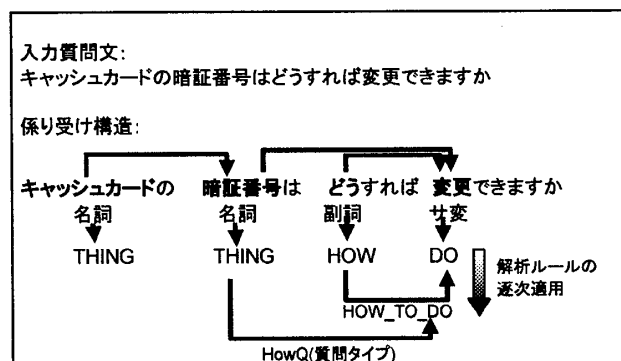 入力質問文:
キャッシュカードの暗証番号はどうすれば変更できますか
係り受け構造:
キャッシュカードの 暗証番号は どうすれば 変更できますか
名詞 名詞 副詞 サ変
THING THING HOW DO
解析ルールの
逐次適用
HOW_TO_DO
HowQ(質問タイプ)